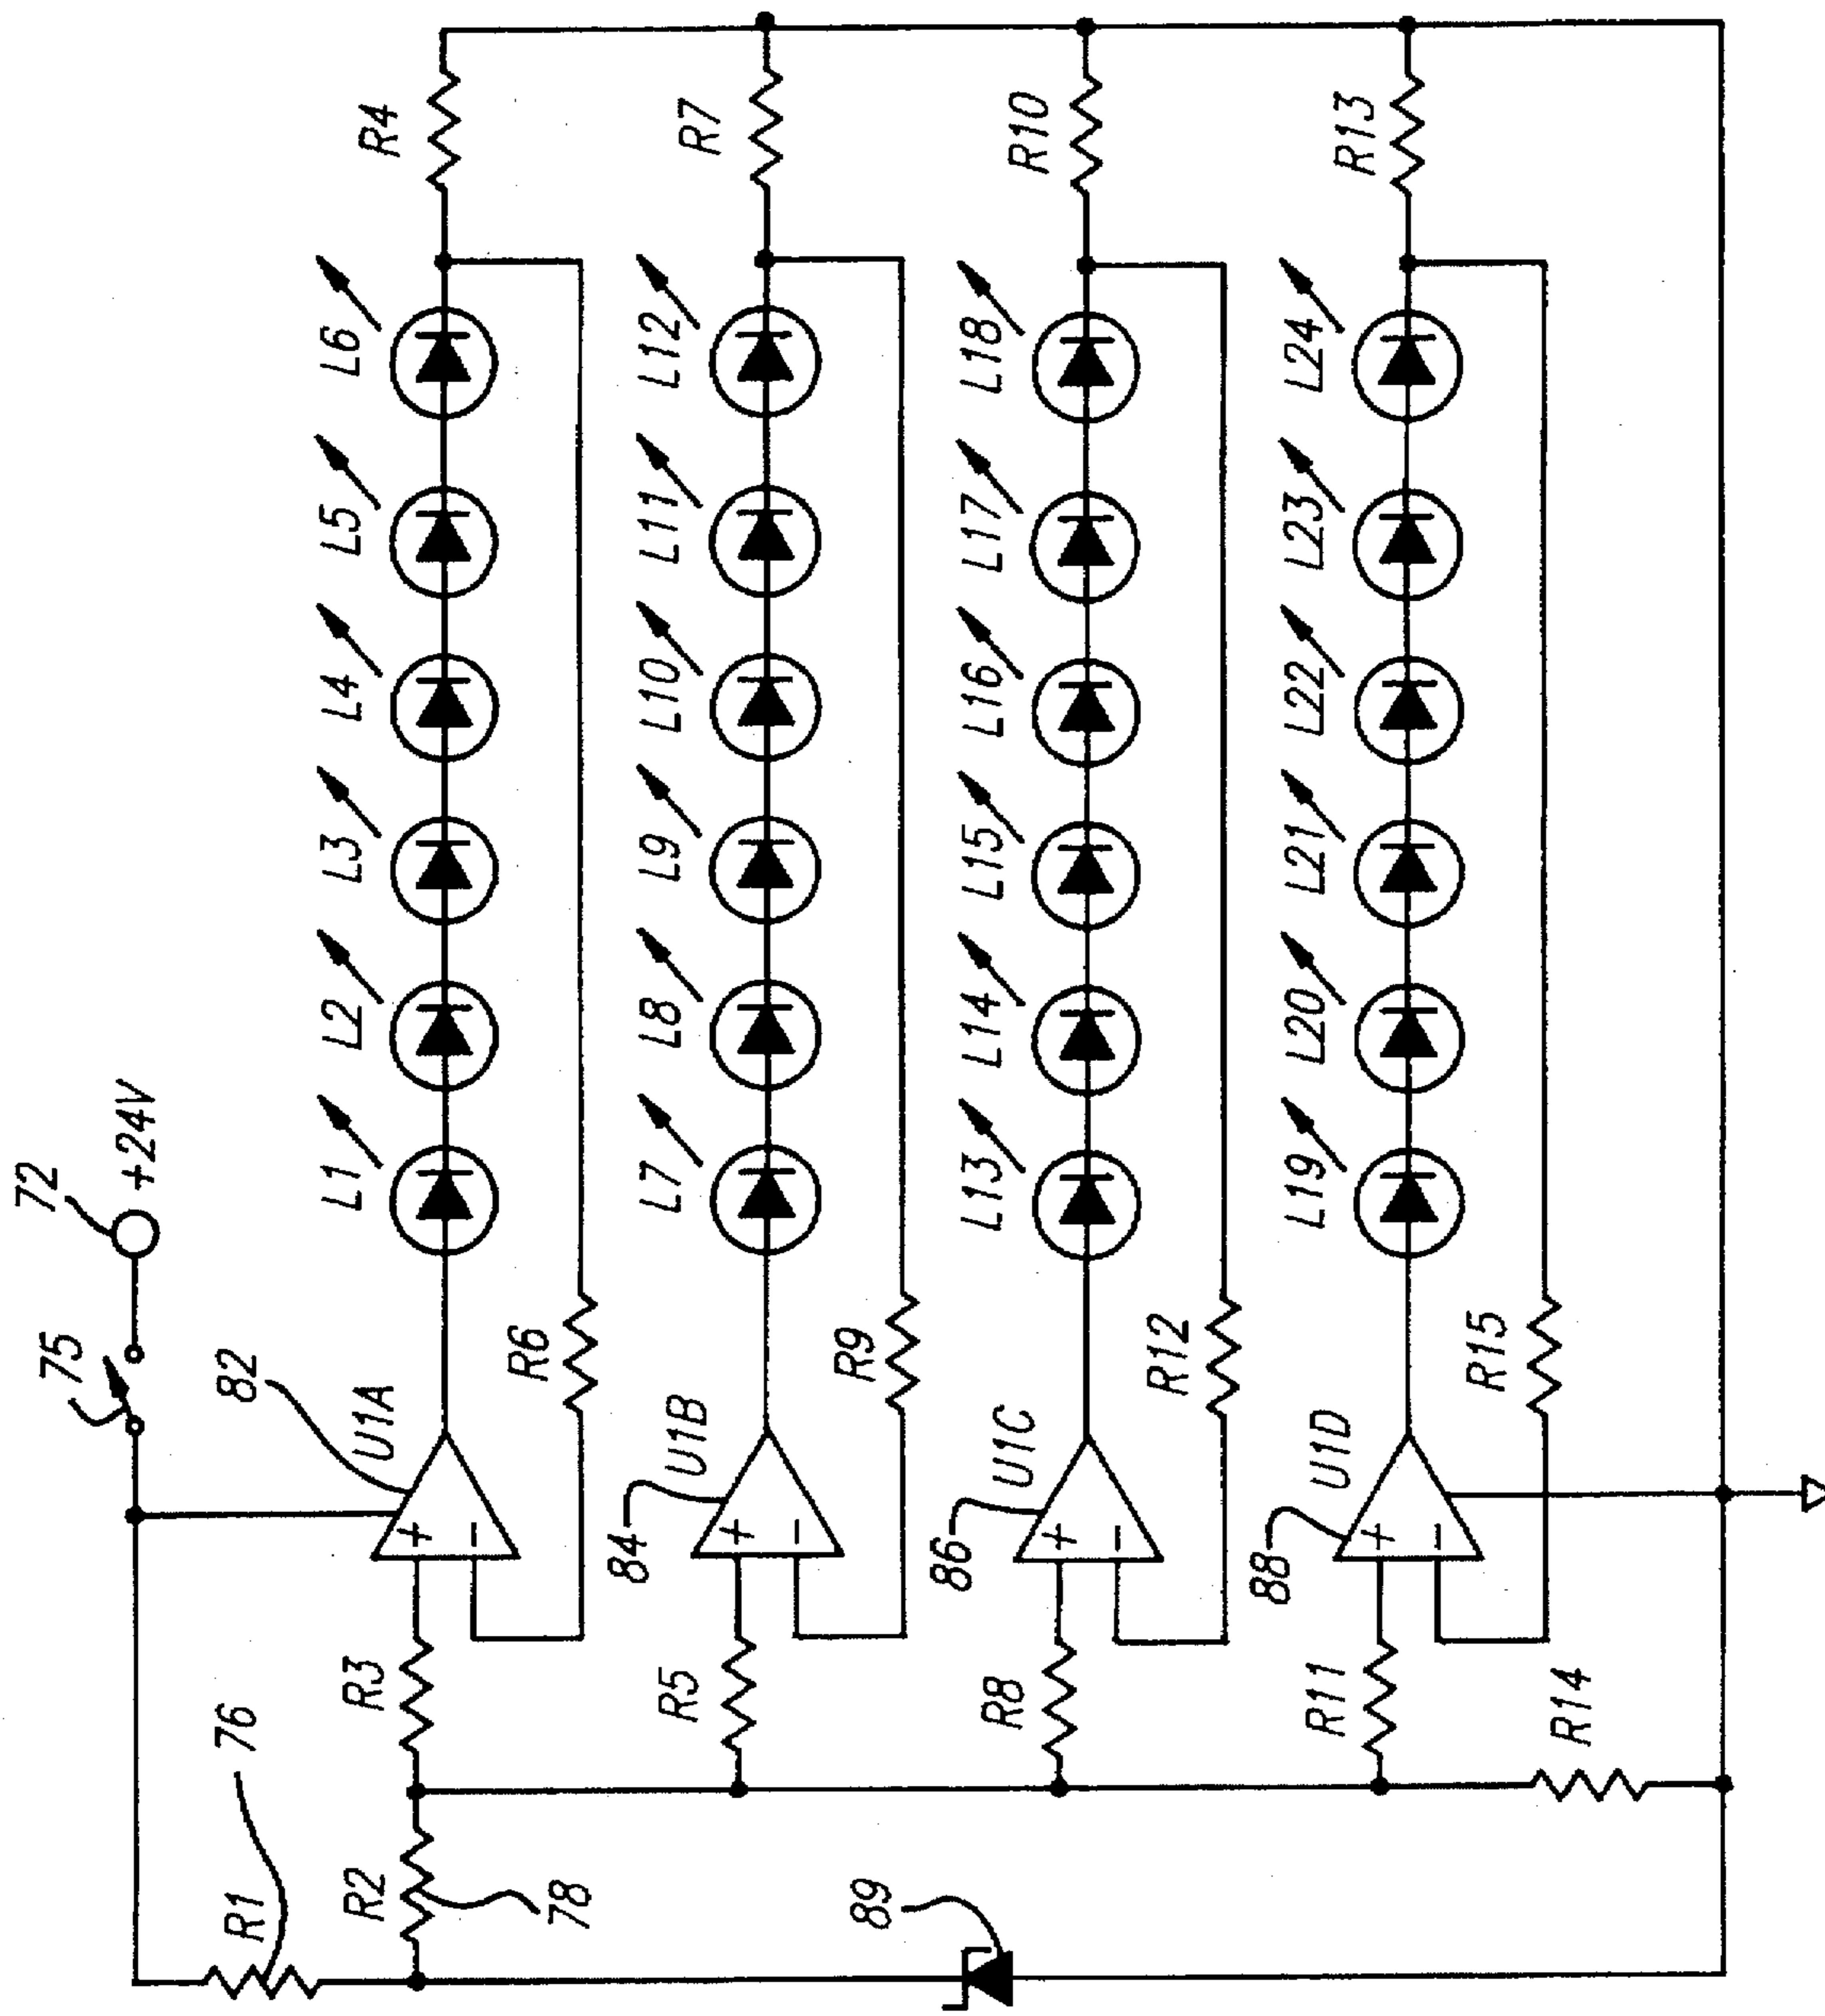 72
+24V
75
82
U1A
76
R1
R2
78
R3
L1
L2
L3
L4
L5
L6
R4
+
-
R6
84
U1B
R5
L7
L8
L9
L10
L11
L12
R7
+
-
R9
86
U1C
R8
L13
L14
L15
L16
L17
L18
R10
+
-
R12
89
88
U1D
R11
L19
L20
L21
L22
L23
L24
R13
+
-
R15
R14